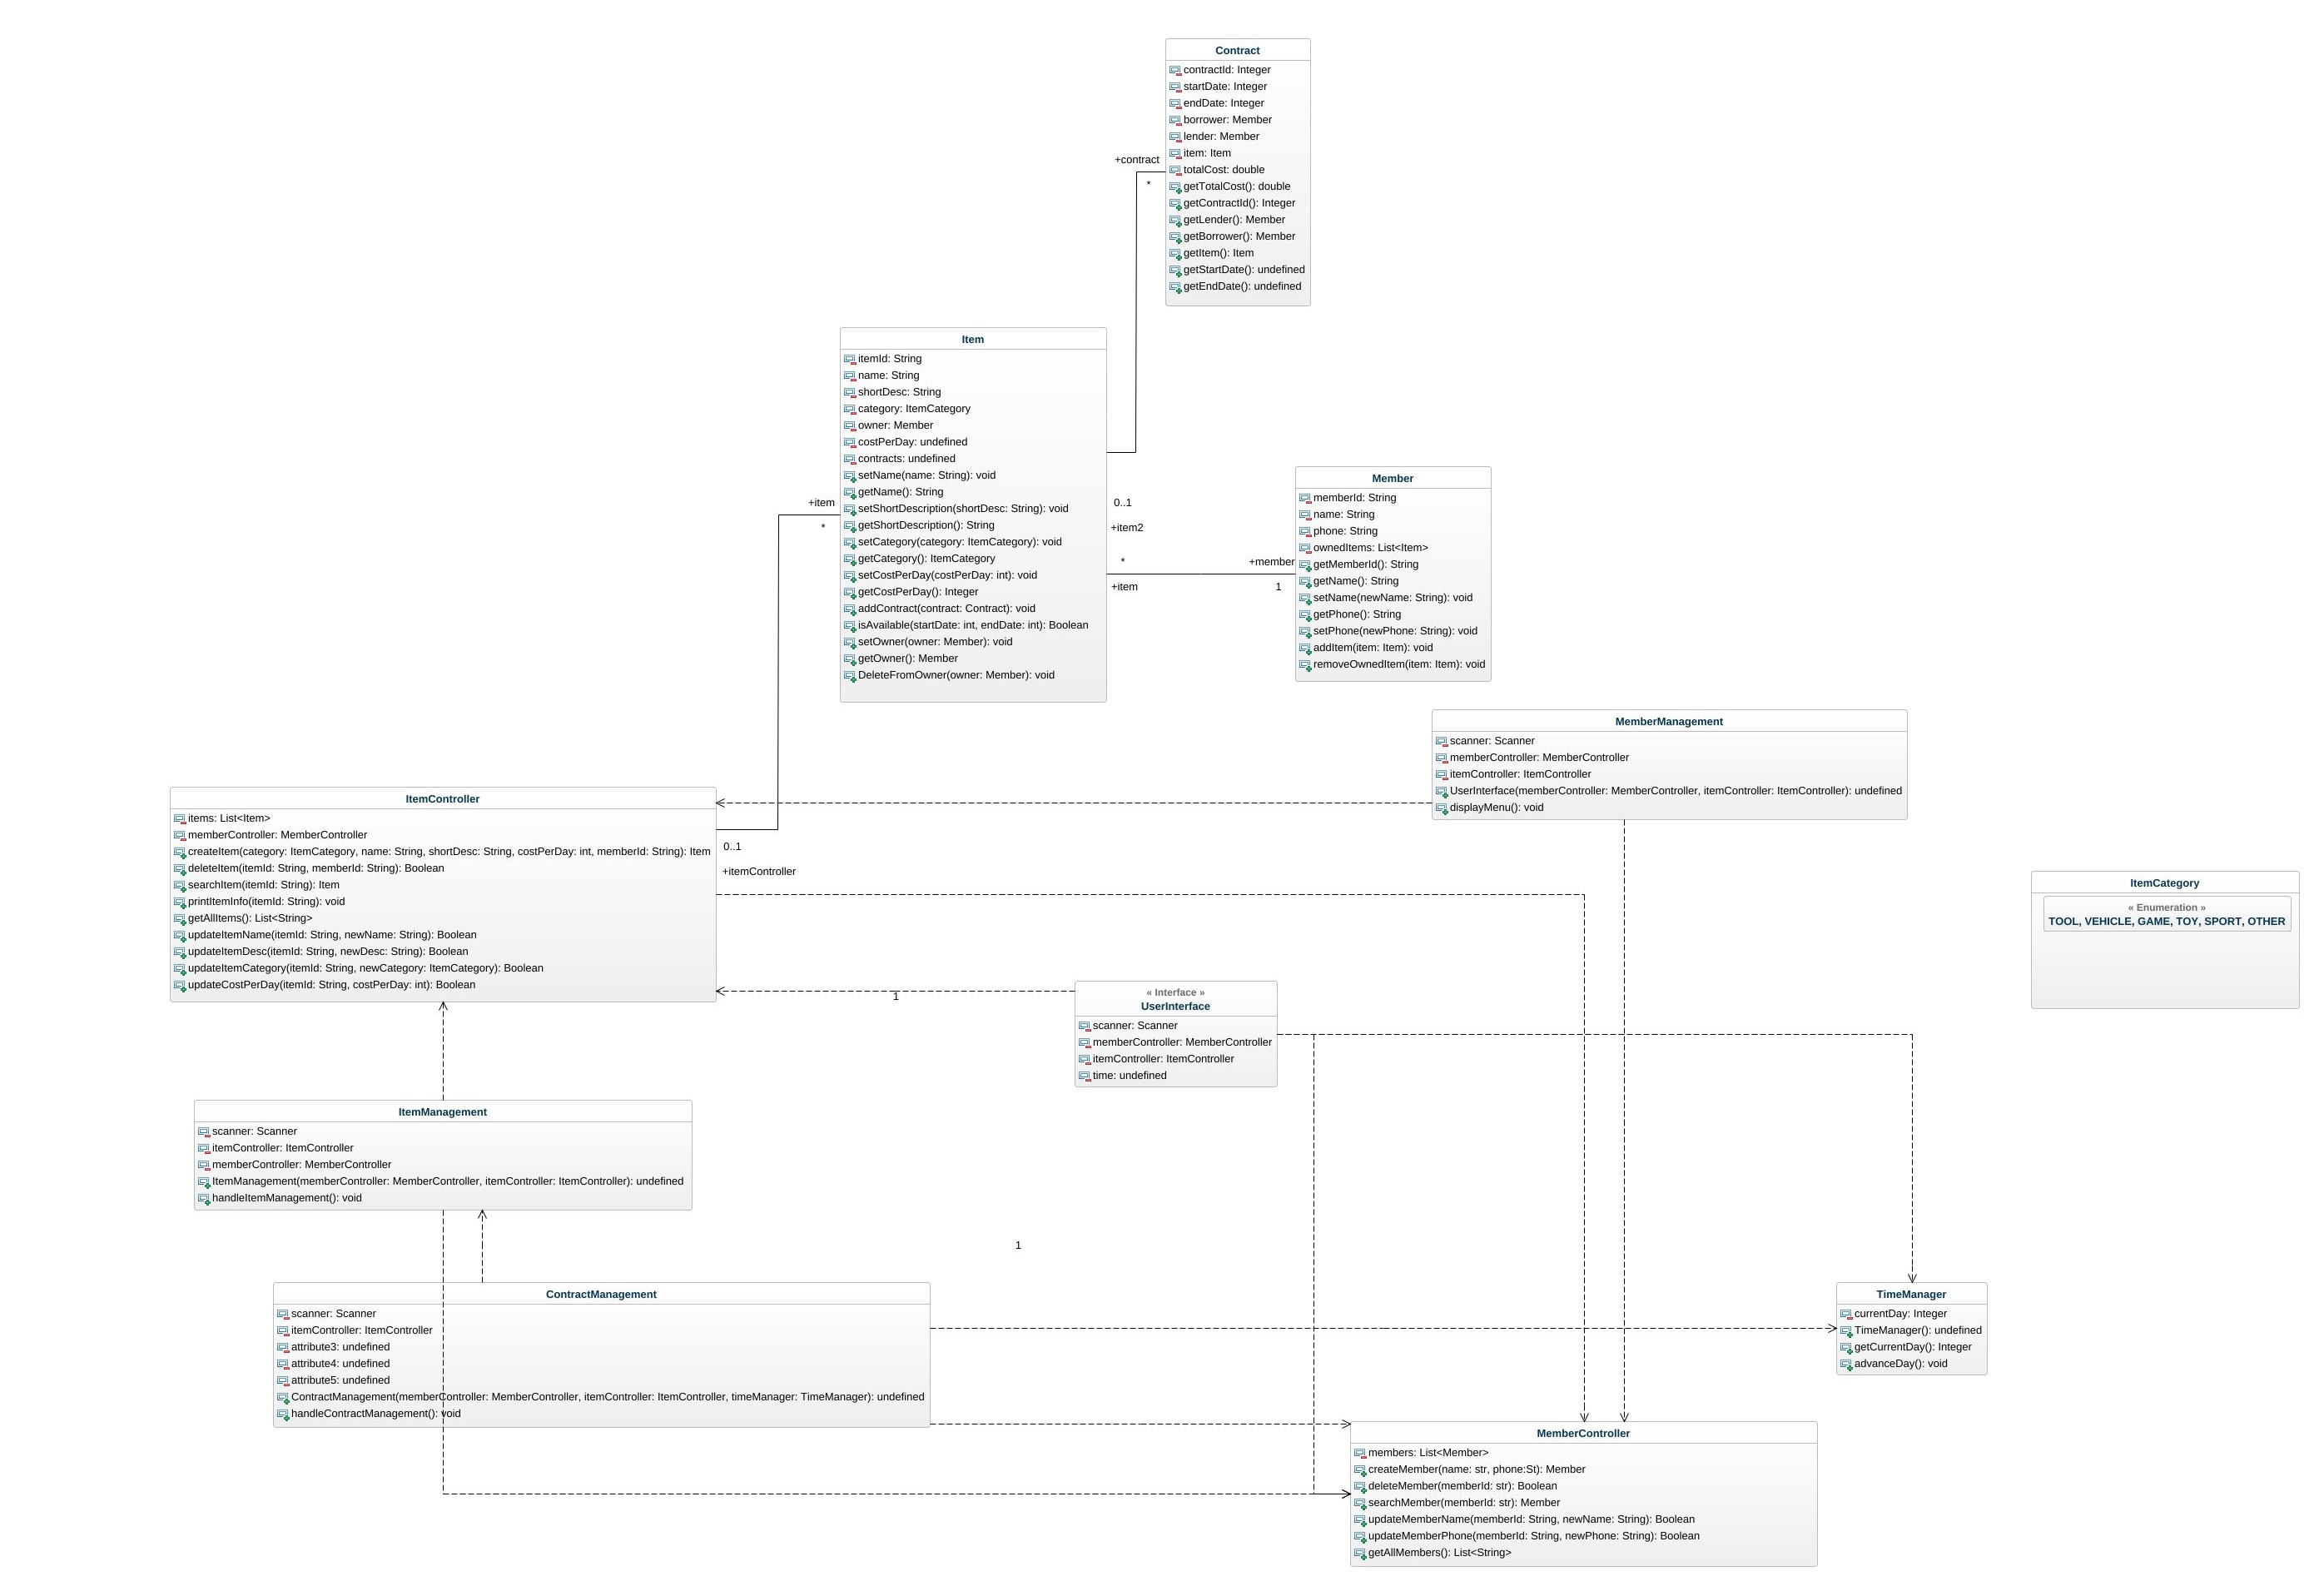 Contract
contractId: Integer
startDate: Integer
endDate: Integer
borrower: Member
lender: Member
item: Item
totalCost: double
getTotalCost(): double
getContractId(): Integer
getLender(): Member
getBorrower(): Member
getItem(): Item
getStartDate(): undefined
getEndDate(): undefined
+contract
*
Item
itemId: String
name: String
shortDesc: String
category: ItemCategory
owner: Member
costPerDay: undefined
contracts: undefined
setName(name: String): void
getName(): String
setShortDescription(shortDesc: String): void
getShortDescription(): String
setCategory(category: ItemCategory): void
getCategory(): ItemCategory
setCostPerDay(costPerDay: int): void
getCostPerDay(): Integer
addContract(contract: Contract): void
isAvailable(startDate: int, endDate: int): Boolean
setOwner(owner: Member): void
getOwner(): Member
DeleteFromOwner(owner: Member): void
+item
*
0..1
+item2
*
+item
+member
1
Member
memberId: String
name: String
phone: String
ownedItems: List<Item>
getMemberId(): String
getName(): String
setName(newName: String): void
getPhone(): String
setPhone(newPhone: String): void
addItem(item: Item): void
removeOwnedItem(item: Item): void
MemberManagement
scanner: Scanner
memberController: MemberController
itemController: ItemController
UserInterface(memberController: MemberController, itemController: ItemController): undefined
displayMenu(): void
ItemController
items: List<Item>
memberController: MemberController
createItem(category: ItemCategory, name: String, shortDesc: String, costPerDay: int, memberId: String): Item
deleteItem(itemId: String, memberId: String): Boolean
searchItem(itemId: String): Item
printItemInfo(itemId: String): void
getAllItems(): List<String>
updateItemName(itemId: String, newName: String): Boolean
updateItemDesc(itemId: String, newDesc: String): Boolean
updateItemCategory(itemId: String, newCategory: ItemCategory): Boolean
updateCostPerDay(itemId: String, costPerDay: int): Boolean
0..1
+itemController
ItemCategory
« Enumeration »
TOOL, VEHICLE, GAME, TOY, SPORT, OTHER
1
« Interface »
UserInterface
scanner: Scanner
memberController: MemberController
itemController: ItemController
time: undefined
ItemManagement
scanner: Scanner
itemController: ItemController
memberController: MemberController
ItemManagement(memberController: MemberController, itemController: ItemController): undefined
handleItemManagement(): void
1
ContractManagement
scanner: Scanner
itemController: ItemController
attribute3: undefined
attribute4: undefined
attribute5: undefined
ContractManagement(memberController: MemberController, itemController: ItemController, timeManager: TimeManager): undefined
handleContractManagement(): void
TimeManager
currentDay: Integer
TimeManager(): undefined
getCurrentDay(): Integer
advanceDay(): void
MemberController
members: List<Member>
createMember(name: str, phone:St): Member
deleteMember(memberId: str): Boolean
searchMember(memberId: str): Member
updateMemberName(memberId: String, newName: String): Boolean
updateMemberPhone(memberId: String, newPhone: String): Boolean
getAllMembers(): List<String>